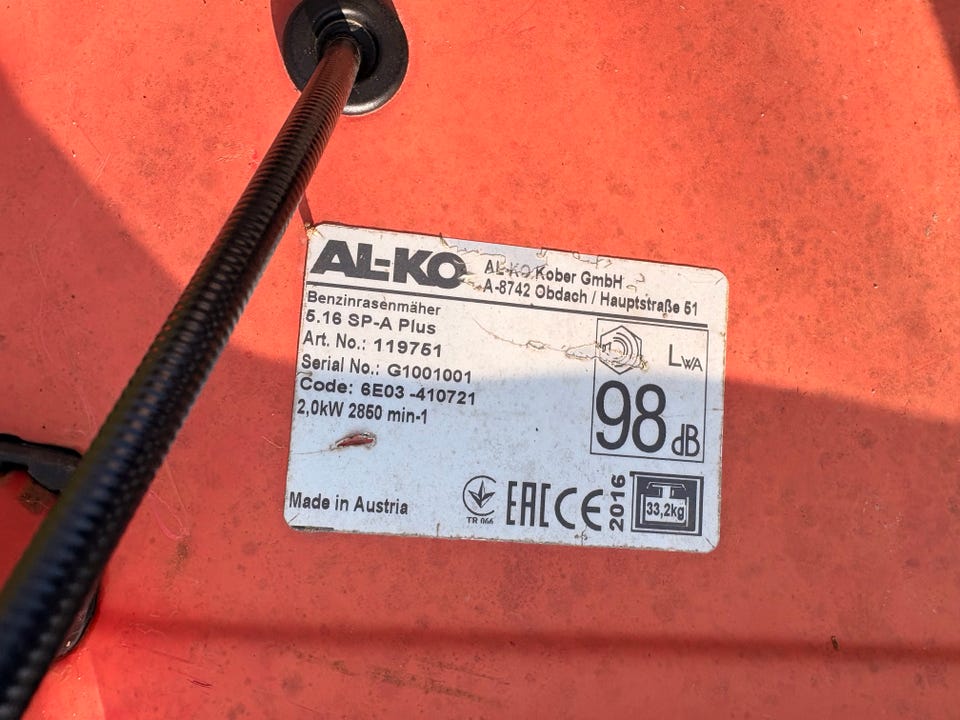 AL-KO
AL-KO Kober GmbH
A-8742 Obdach / Hauptstraße 51
Benzinrasenmäher
5.16 SP-A Plus
Art. No.: 119751
Serial No.: G1001001
Code: 6E03 -410721
2,0kW 2850 min-1
LWA
98 dB
Made in Austria
TR 066
EAC CE
2016
33,2kg